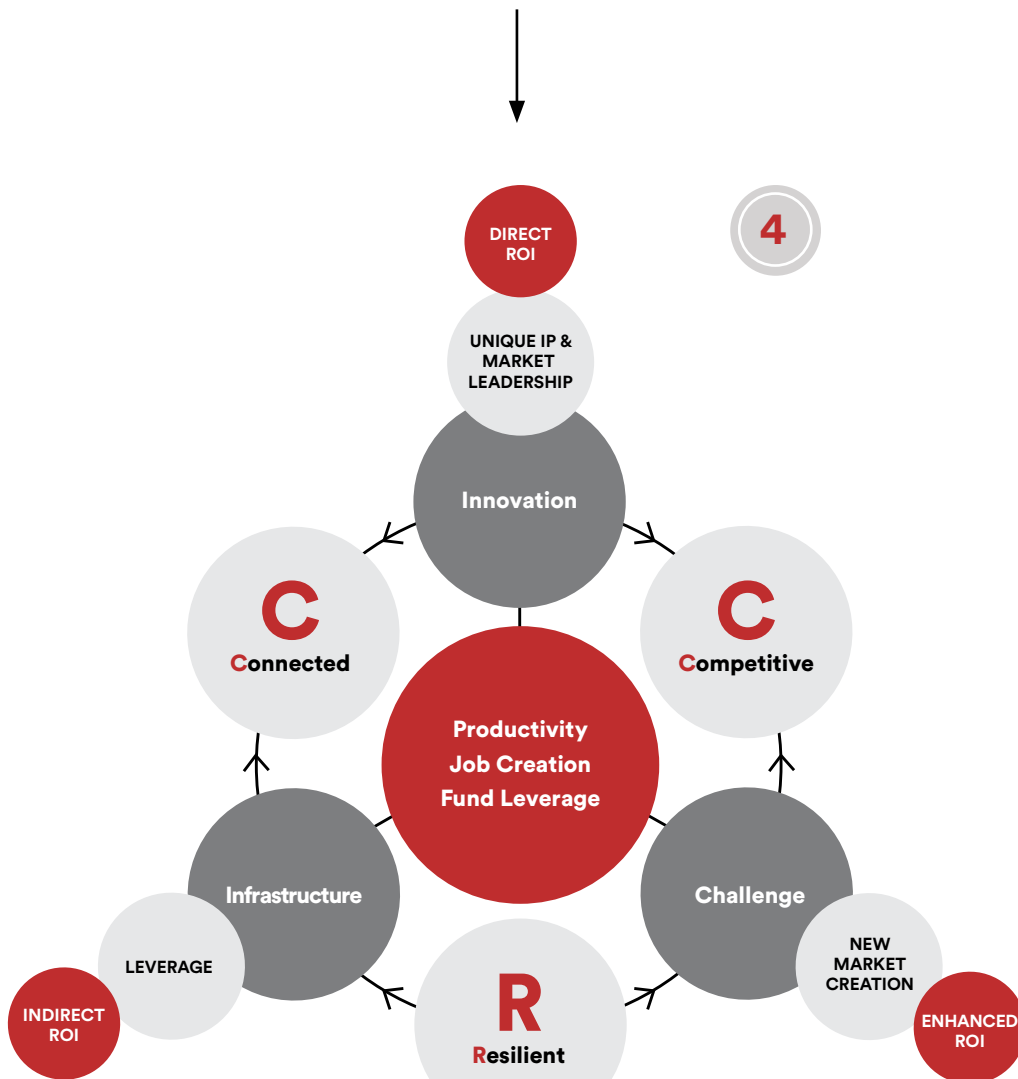 DIRECT
ROI
4
UNIQUE IP &
MARKET
LEADERSHIP
Innovation
C
Connected
C
Competitive
Productivity
Job Creation
Fund Leverage
Infrastructure
Challenge
LEVERAGE
NEW
MARKET
CREATION
INDIRECT
ROI
R
Resilient
ENHANCED
ROI